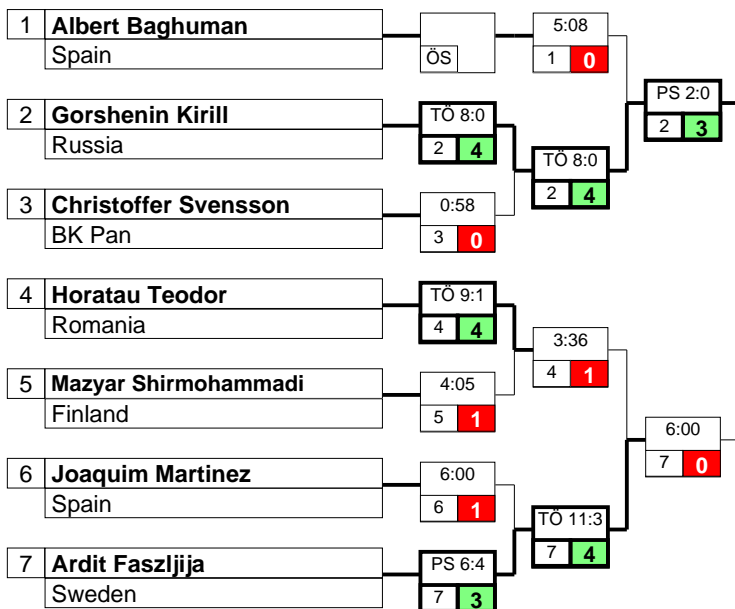 1 Albert Baghuman
Spain
ÖS
5:08
1 0
2 Gorshenin Kirill
Russia
TÖ 8:0
2 4
TÖ 8:0
2 4
PS 2:0
2 3
3 Christoffer Svensson
BK Pan
0:58
3 0
4 Horatau Teodor
Romania
TÖ 9:1
4 4
3:36
4 1
5 Mazyar Shirmohammadi
Finland
4:05
5 1
6:00
7 0
6 Joaquim Martinez
Spain
6:00
6 1
TÖ 11:3
7 4
7 Ardit Faszljija
Sweden
PS 6:4
7 3